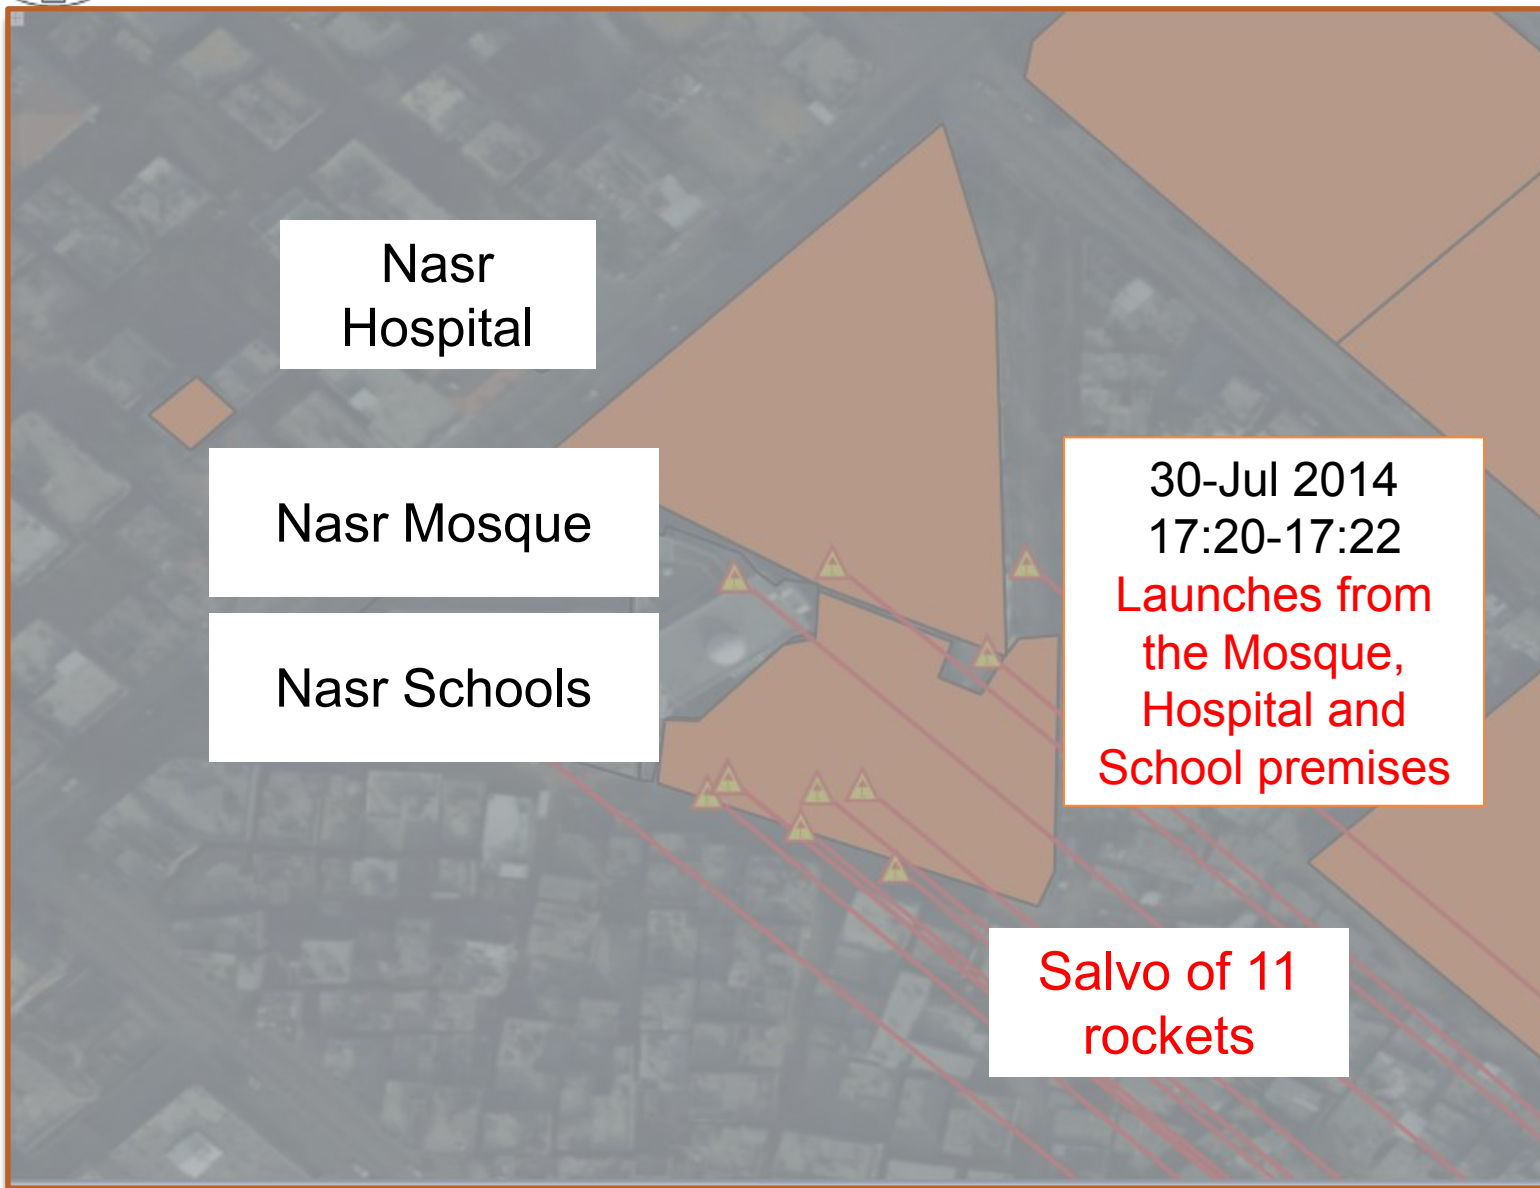 Nasr
Hospital
Nasr Mosque
Nasr Schools
30-Jul 2014
17:20-17:22
Launches from
the Mosque,
Hospital and
School premises
Salvo of 11
rockets